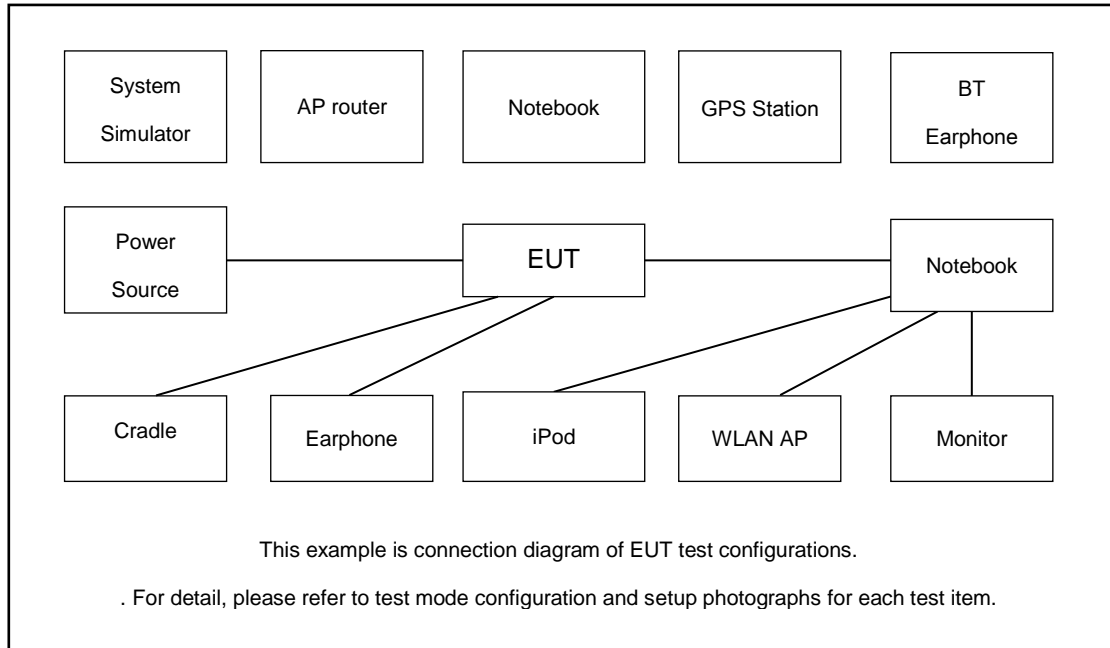 System
Simulator
AP router
Notebook
GPS Station
BT
Earphone
Power
Source
EUT
Notebook
Cradle
Earphone
iPod
WLAN AP
Monitor
This example is connection diagram of EUT test configurations.
. For detail, please refer to test mode configuration and setup photographs for each test item.